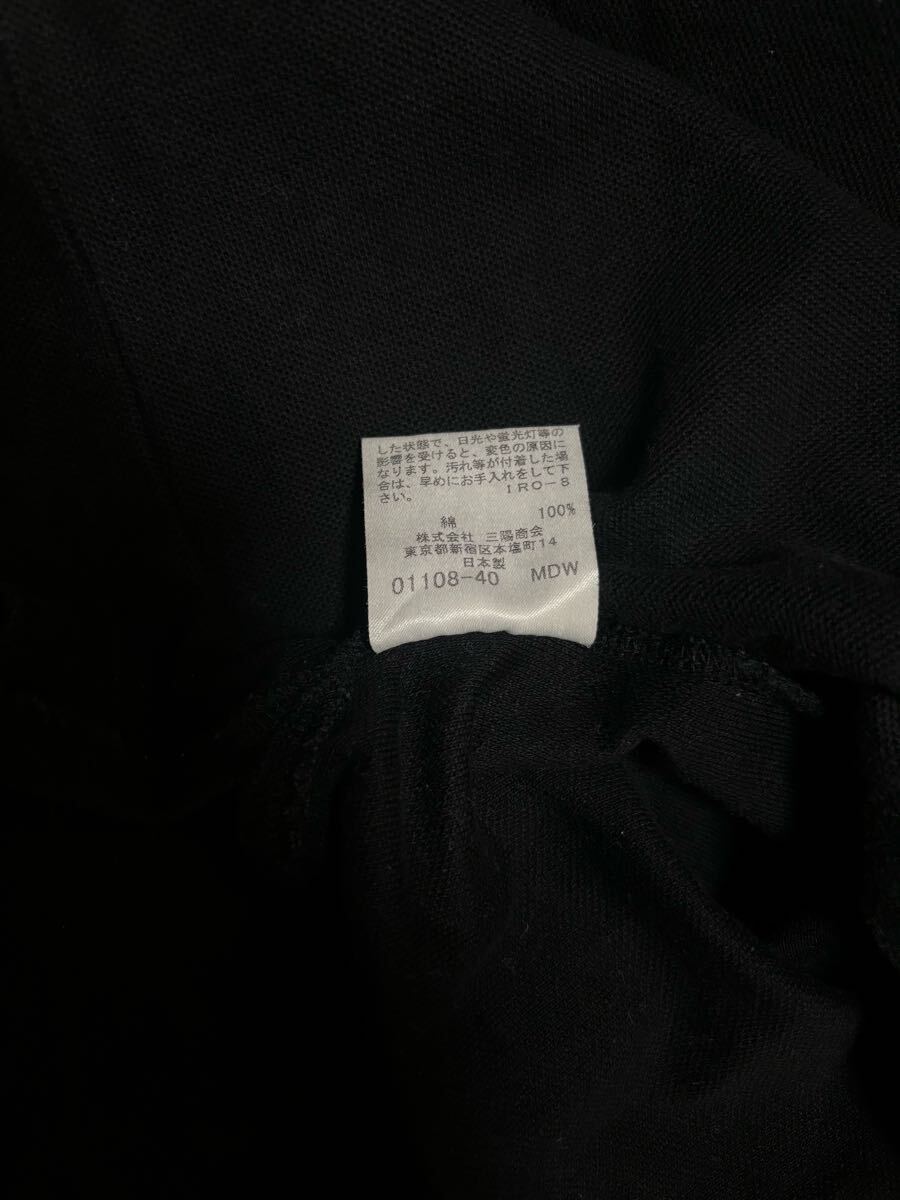 した状態で、日光や蛍光灯等の
影響を受けると、変色の原因に
なります。汚れ等が付着した場
合は、早めにお手入れをして下
さい。 IRO-8
綿 100%
株式会社 三陽商会
東京都新宿区本塩町14
日本製
01108-40 MDW